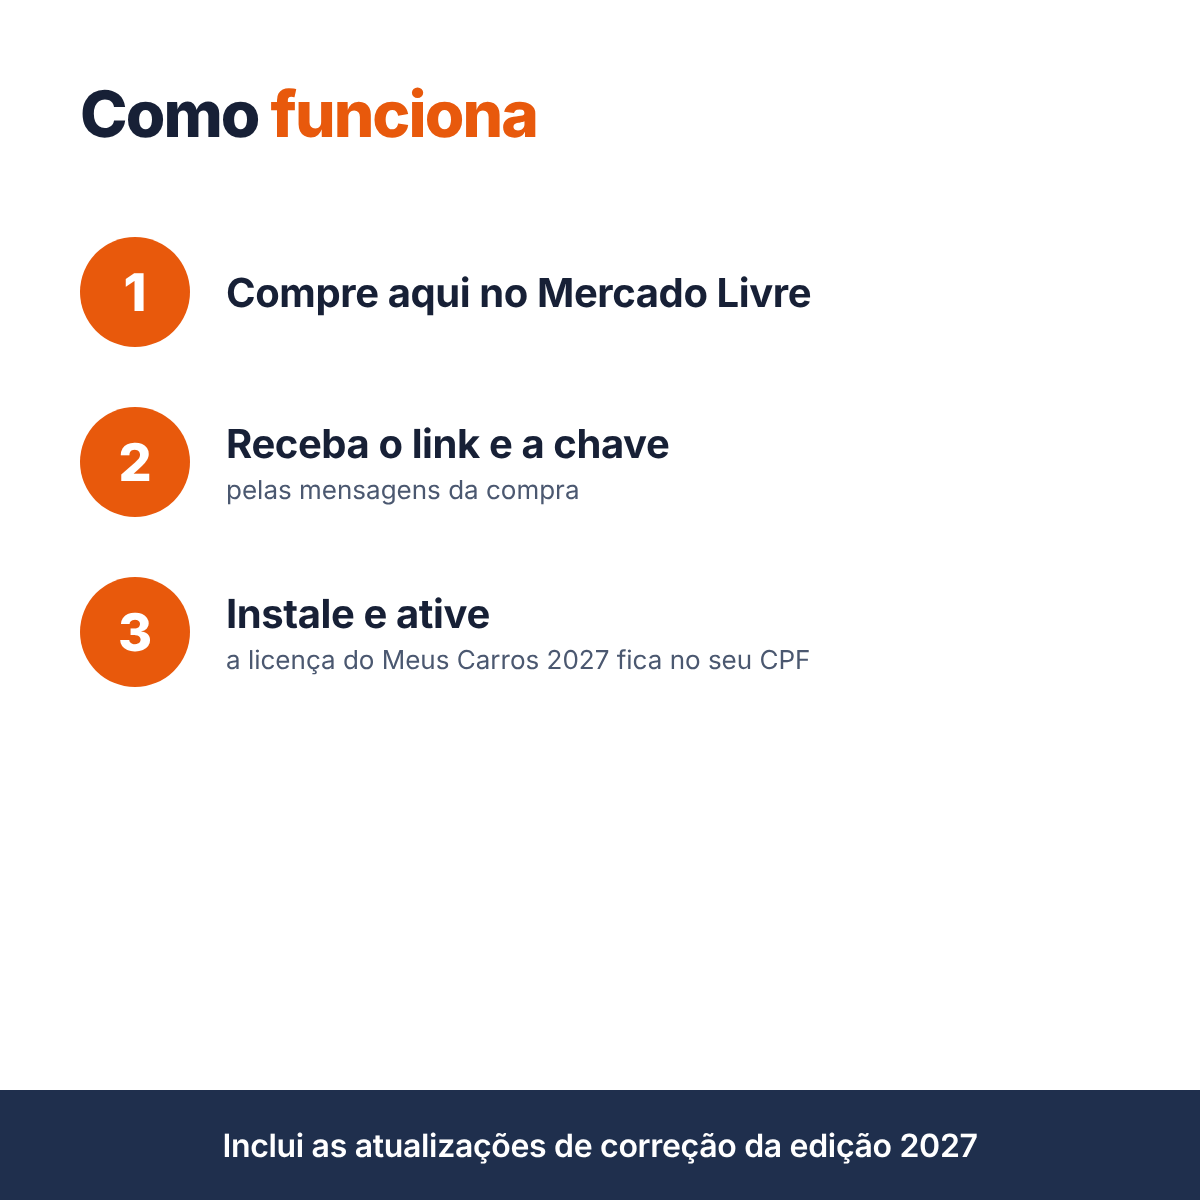 Como funciona
1
Compre aqui no Mercado Livre
2
Receba o link e a chave
pelas mensagens da compra
3
Instale e ative
a licença do Meus Carros 2027 fica no seu CPF
Inclui as atualizações de correção da edição 2027